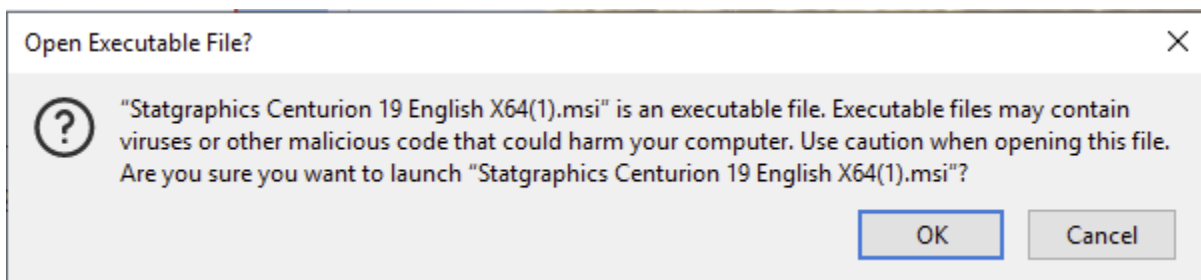 Open Executable File?
“Statgraphics Centurion 19 English X64(1).msi” is an executable file. Executable files may contain
viruses or other malicious code that could harm your computer. Use caution when opening this file.
Are you sure you want to launch “Statgraphics Centurion 19 English X64(1).msi”?
OK Cancel